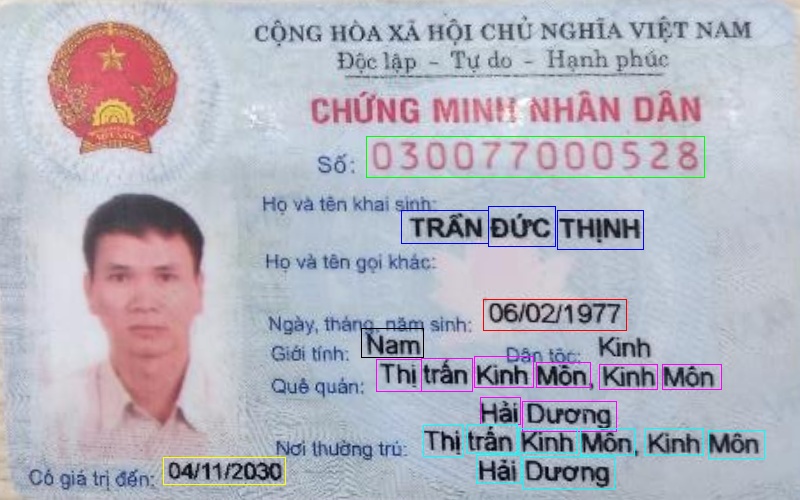 CỘNG HÒA XÃ HỘI CHỦ NGHĨA VIỆT NAM
Độc lập - Tự do - Hạnh phúc
CHỨNG MINH NHÂN DÂN
Số: 030077000528
Họ và tên khai sinh:
TRẦN ĐỨC THỊNH
Họ và tên gọi khác:
Ngày, tháng, năm sinh: 06/02/1977
Giới tính: Nam Dân tộc: Kinh
Quê quán: Thị trấn Kinh Môn, Kinh Môn
Hải Dương
Nơi thường trú: Thị trấn Kinh Môn, Kinh Môn
Hải Dương
Có giá trị đến: 04/11/2030